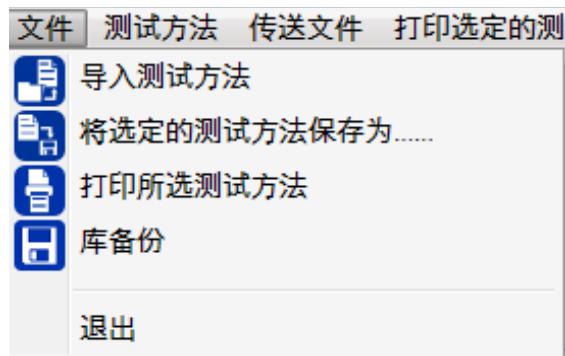 文件 测试方法 传送文件 打印选定的测
导入测试方法
将选定的测试方法保存为......
打印所选测试方法
库备份
退出